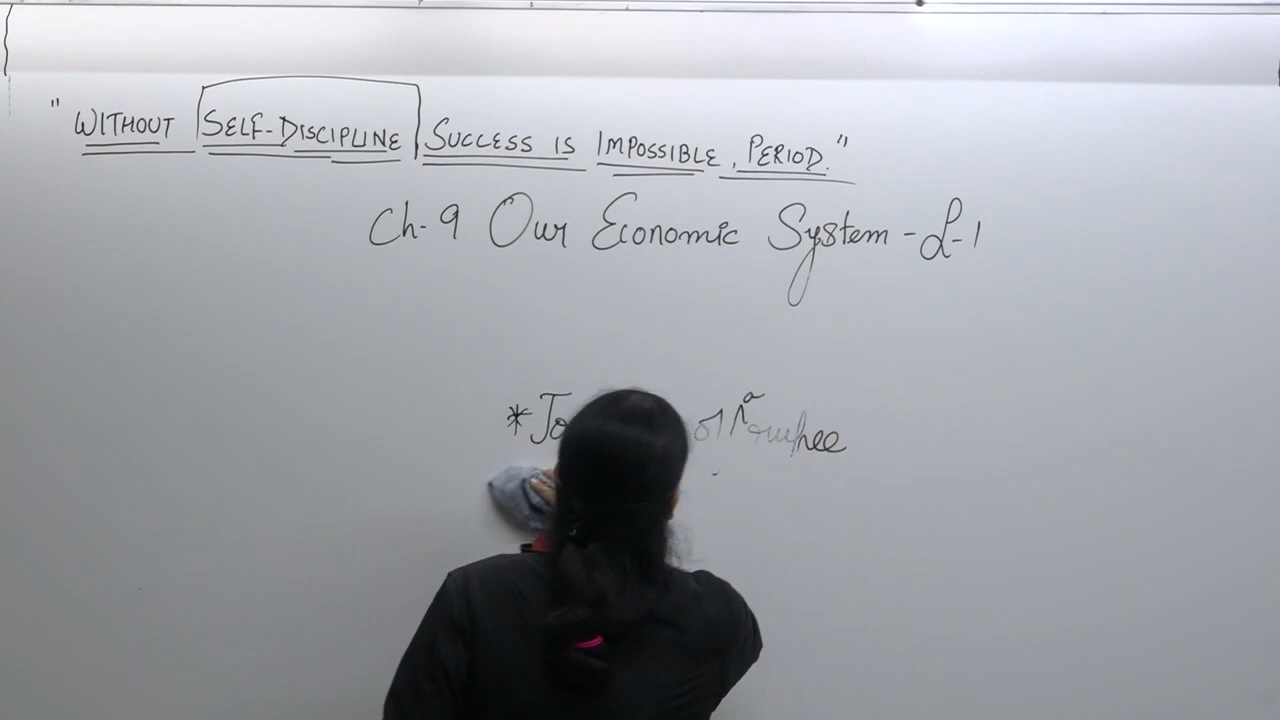 "WITHOUT SELF-DISCIPLINE SUCCESS IS IMPOSSIBLE, PERIOD."
Ch-9 Our Economic System - L-1
*